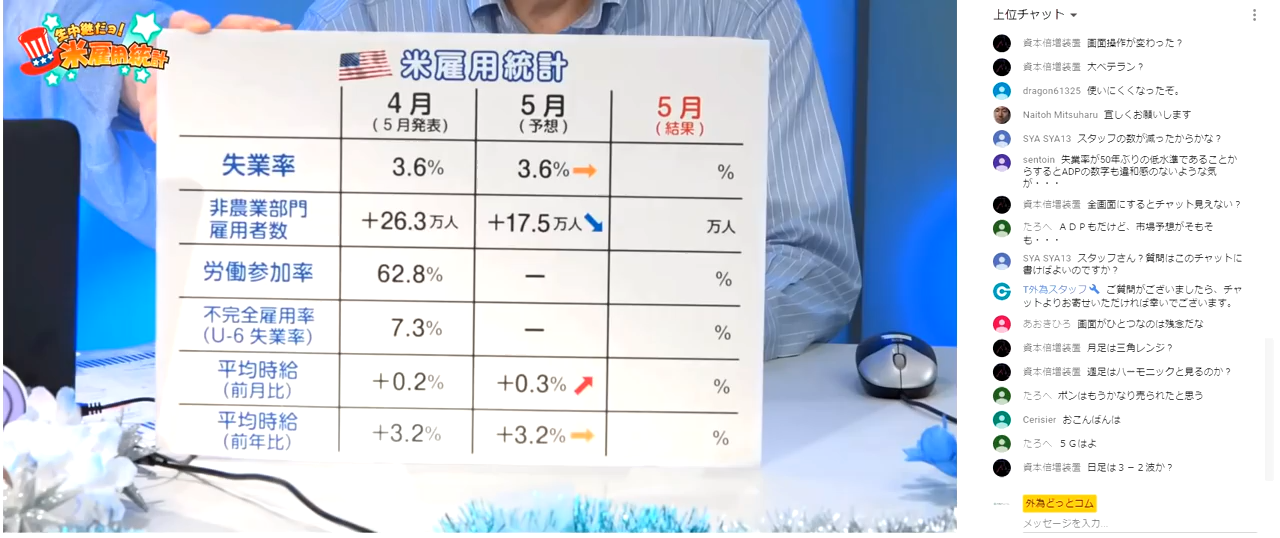 生中継だョ!
米雇用統計
米雇用統計
4月 5月 5月
(5月発表) (予想) (結果)
失業率 3.6% 3.6% %
非農業部門
雇用者数 +26.3万人 +17.5万人 万人
労働参加率 62.8% — %
不完全雇用率
(U-6 失業率) 7.3% — %
平均時給
(前月比) +0.2% +0.3% %
平均時給
(前年比) +3.2% +3.2% %
上位チャット
資本倍増装置 画面操作が変わった?
資本倍増装置 大ベテラン?
dragon61325 使いにくくなったぞ。
Naitoh Mitsuharu 宜しくお願いします
SYA SYA13 スタッフの数が減ったからかな?
sentoin 失業率が50年ぶりの低水準であることか
らするとADPの数字も違和感のないような気
が・・・
資本倍増装置 全画面にするとチャット見えない?
たろへ ADPもだけど、市場予想がそもそ
も・・・
SYA SYA13 スタッフさん?質問はこのチャットに
書けばよいのですか?
T外為スタッフ ご質問がございましたら、チャ
ットよりお寄せいただければ幸いでございます。
あおきひろ 画面がひとつなのは残念だな
資本倍増装置 月足は三角レンジ?
資本倍増装置 週足はハーモニックと見るのか?
たろへ ポンはもうかなり売られたと思う
Cerisier おこんばんは
たろへ 5Gはよ
資本倍増装置 日足は3-2波か?
外為どっとコム
メッセージを入力...